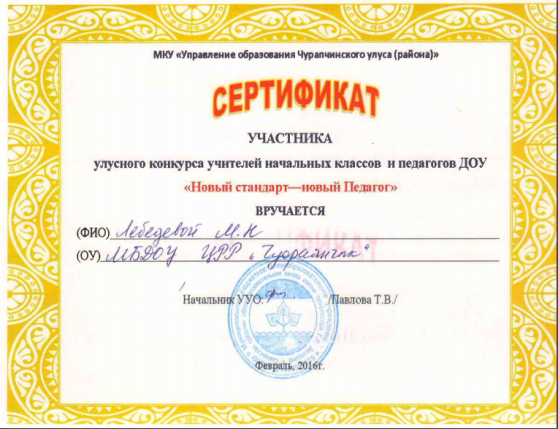 МКУ «Управление образования Чурапчинского улуса (района)»
СЕРТИФИКАТ
УЧАСТНИКА
улусного конкурса учителей начальных классов и педагогов ДОУ
«Новый стандарт—новый Педагог»
ВРУЧАЕТСЯ
(ФИО) Лебедевой М.Н
(ОУ) МБДОУ ЦРР
Начальник УУО: /Павлова Т.В./
Февраль, 2016г.